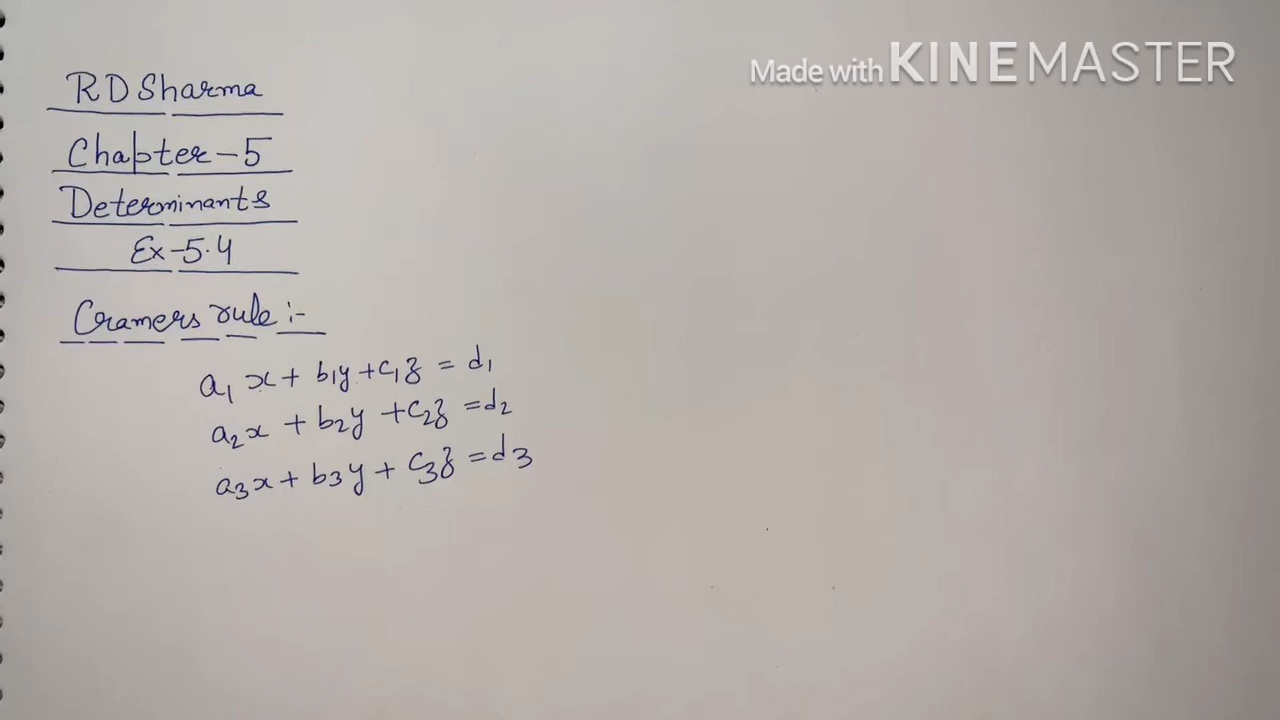 Made with KINEMASTER
RD Sharma
Chapter-5
Determinants
Ex-5.4
Cramers rule :-
a₁x + b₁y + c₁z = d₁
a₂x + b₂y + c₂z = d₂
a₃x + b₃y + c₃z = d₃